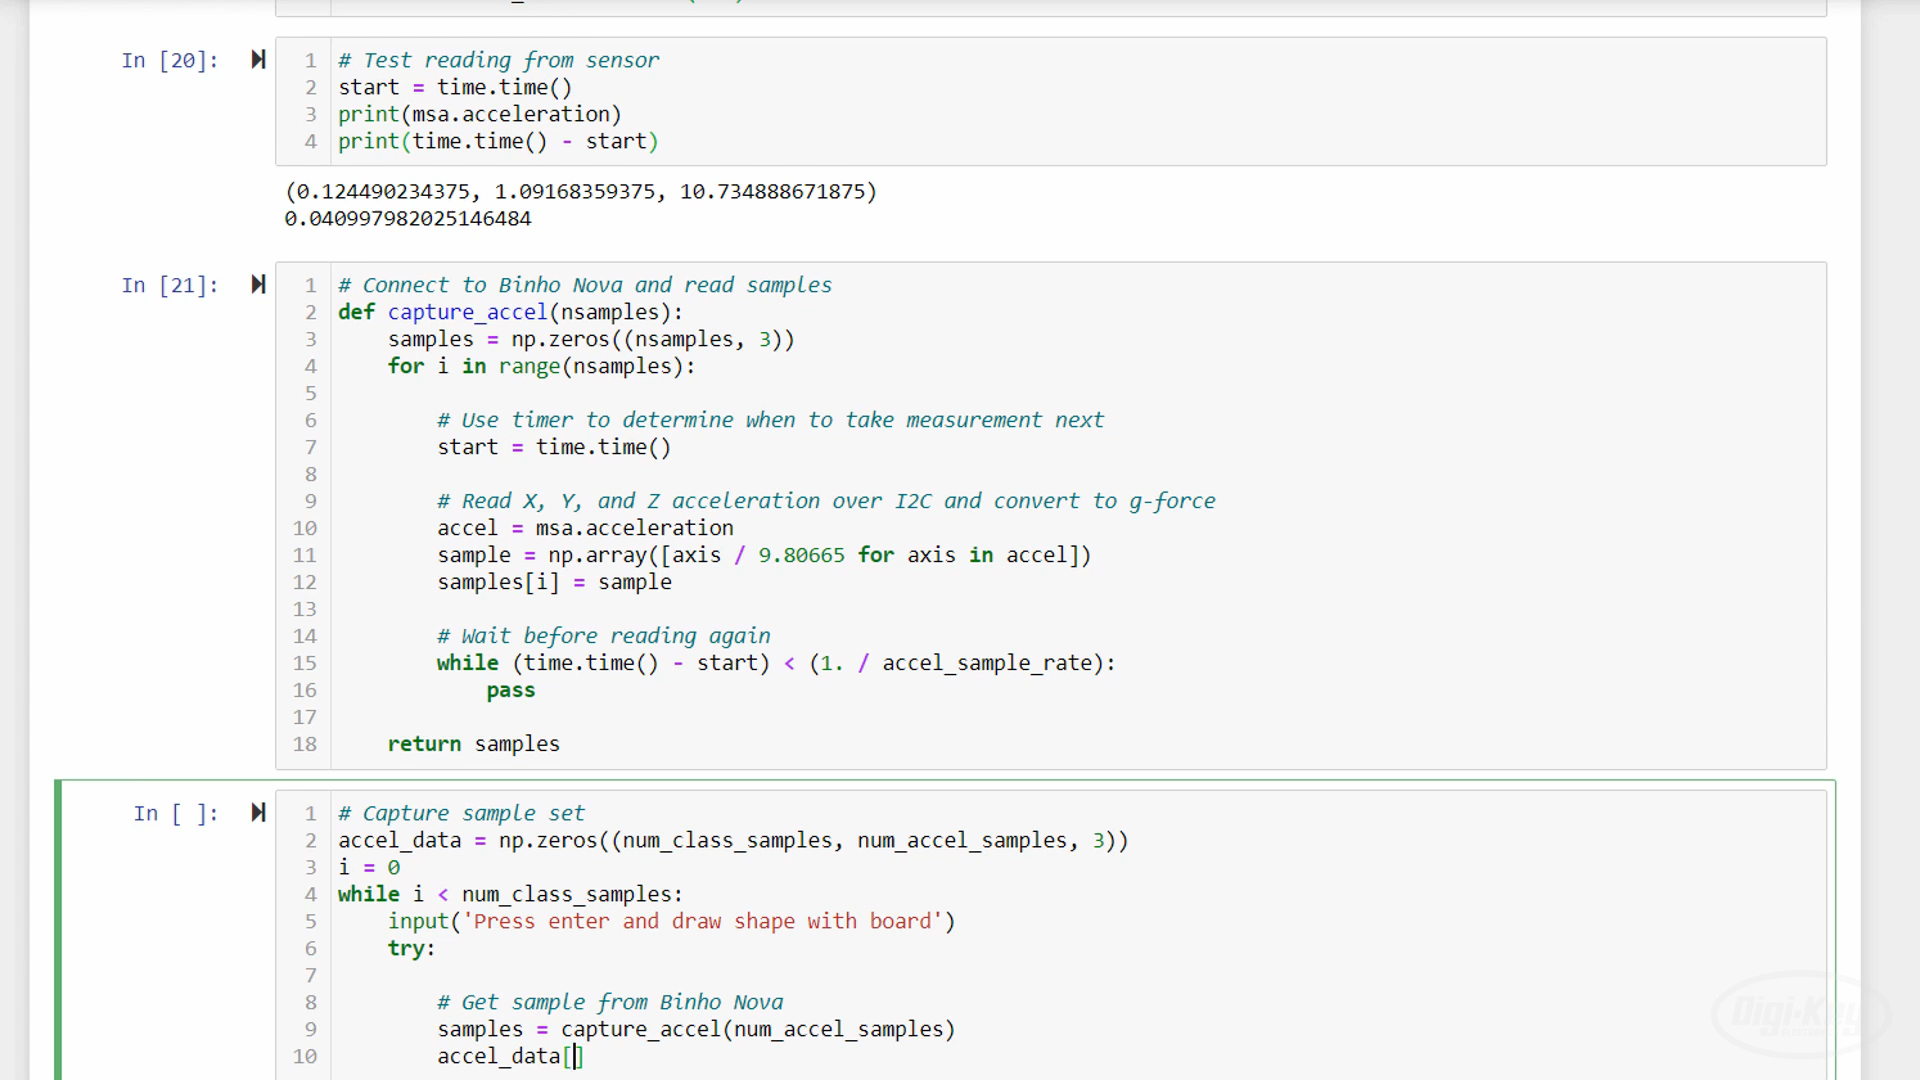 In [20]:
1 # Test reading from sensor
2 start = time.time()
3 print(msa.acceleration)
4 print(time.time() - start)
(0.124490234375, 1.09168359375, 10.734888671875)
0.040997982025146484
In [21]:
1 # Connect to Binho Nova and read samples
2 def capture_accel(nsamples):
3     samples = np.zeros((nsamples, 3))
4     for i in range(nsamples):
5
6         # Use timer to determine when to take measurement next
7         start = time.time()
8
9         # Read X, Y, and Z acceleration over I2C and convert to g-force
10         accel = msa.acceleration
11         sample = np.array([axis / 9.80665 for axis in accel])
12         samples[i] = sample
13
14         # Wait before reading again
15         while (time.time() - start) < (1. / accel_sample_rate):
16             pass
17
18     return samples
In [ ]:
1 # Capture sample set
2 accel_data = np.zeros((num_class_samples, num_accel_samples, 3))
3 i = 0
4 while i < num_class_samples:
5     input('Press enter and draw shape with board')
6     try:
7
8         # Get sample from Binho Nova
9         samples = capture_accel(num_accel_samples)
10         accel_data[]
Digi-Key